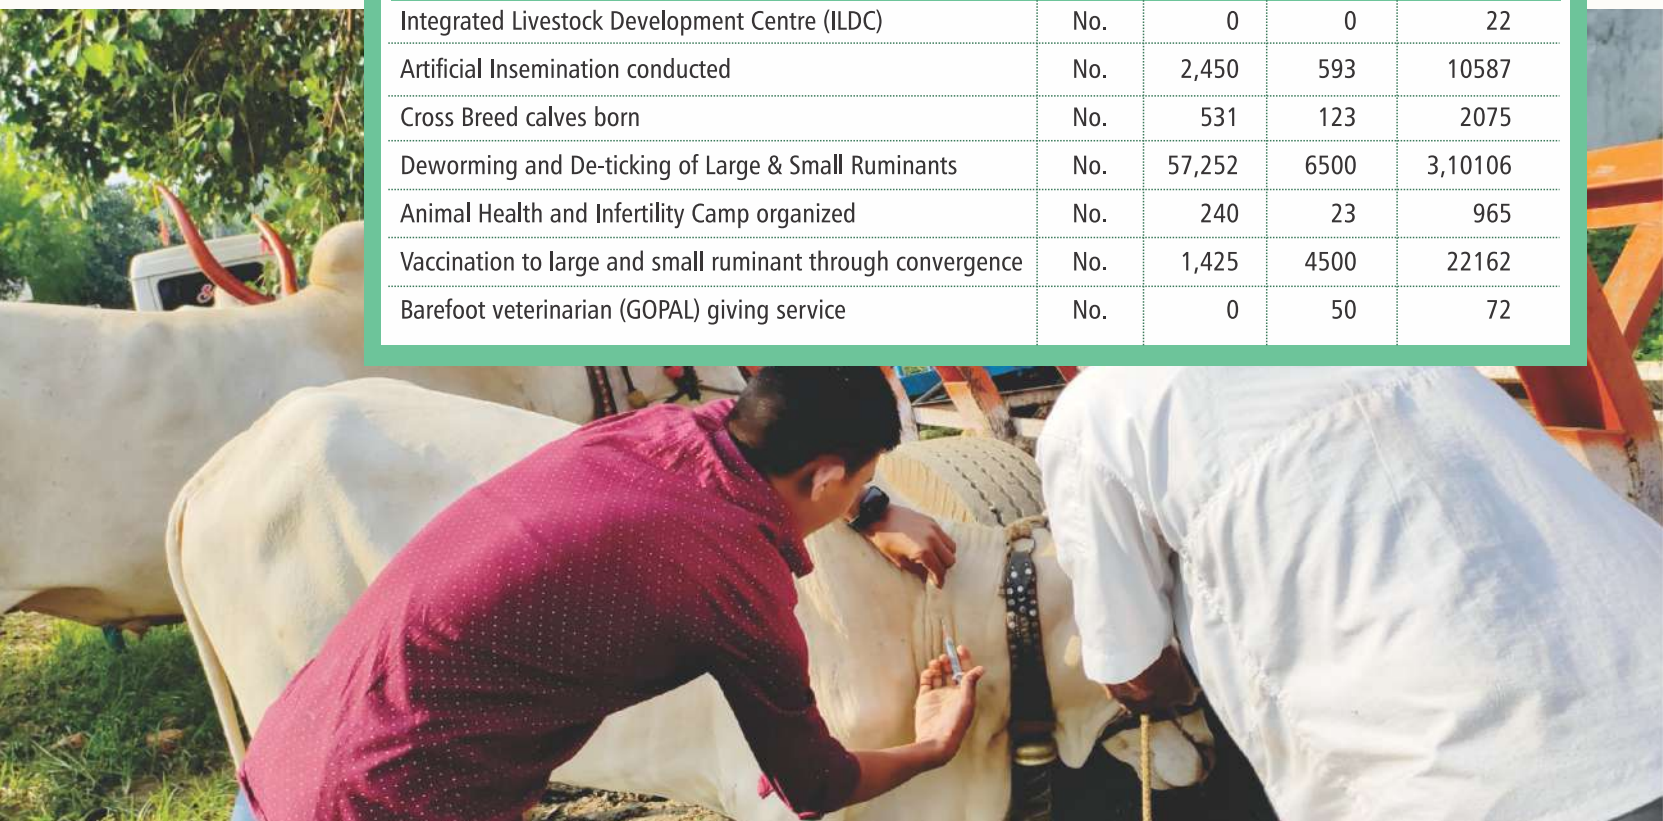 Integrated Livestock Development Centre (ILDC) No. 0 0 22
Artificial Insemination conducted No. 2,450 593 10587
Cross Breed calves born No. 531 123 2075
Deworming and De-ticking of Large & Small Ruminants No. 57,252 6500 3,10106
Animal Health and Infertility Camp organized No. 240 23 965
Vaccination to large and small ruminant through convergence No. 1,425 4500 22162
Barefoot veterinarian (GOPAL) giving service No. 0 50 72